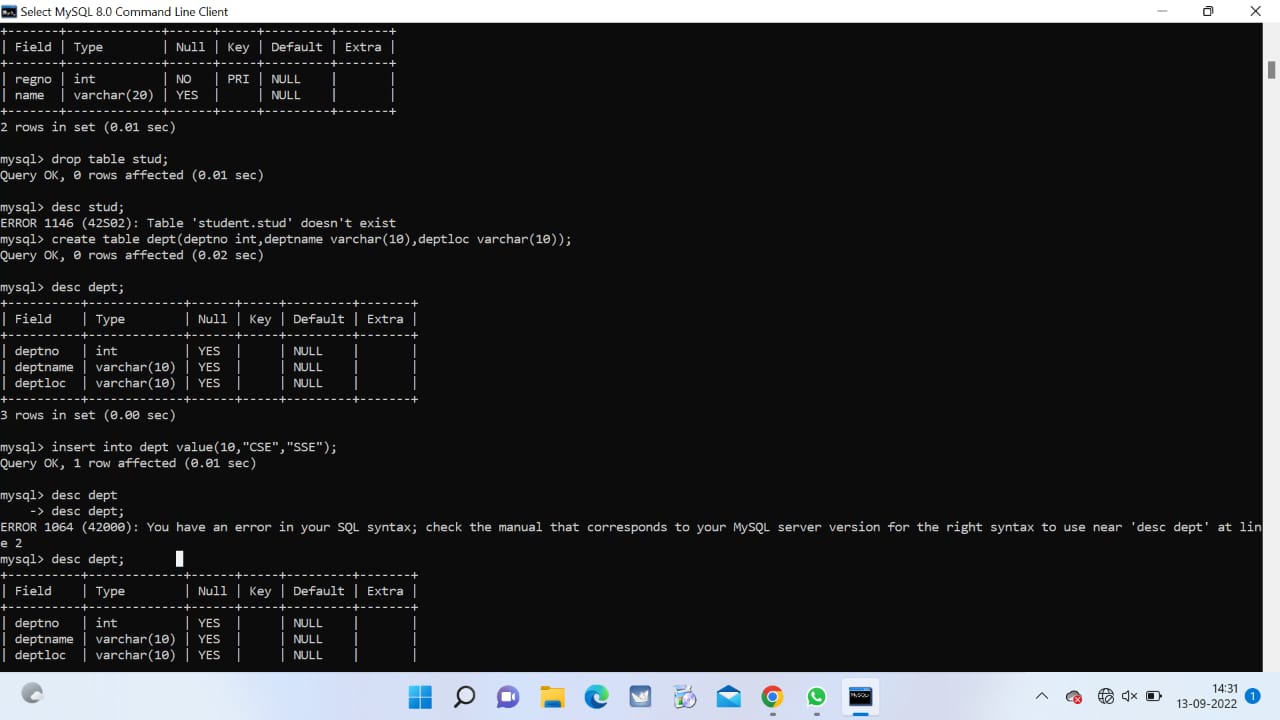 Select MySQL 8.0 Command Line Client
+-------+-------------+------+-----+---------+-------+
| Field | Type        | Null | Key | Default | Extra |
+-------+-------------+------+-----+---------+-------+
| regno | int         | NO   | PRI | NULL    |       |
| name  | varchar(20) | YES  |     | NULL    |       |
+-------+-------------+------+-----+---------+-------+
2 rows in set (0.01 sec)
mysql> drop table stud;
Query OK, 0 rows affected (0.01 sec)
mysql> desc stud;
ERROR 1146 (42S02): Table 'student.stud' doesn't exist
mysql> create table dept(deptno int,deptname varchar(10),deptloc varchar(10));
Query OK, 0 rows affected (0.02 sec)
mysql> desc dept;
+----------+-------------+------+-----+---------+-------+
| Field    | Type        | Null | Key | Default | Extra |
+----------+-------------+------+-----+---------+-------+
| deptno   | int         | YES  |     | NULL    |       |
| deptname | varchar(10) | YES  |     | NULL    |       |
| deptloc  | varchar(10) | YES  |     | NULL    |       |
+----------+-------------+------+-----+---------+-------+
3 rows in set (0.00 sec)
mysql> insert into dept value(10,"CSE","SSE");
Query OK, 1 row affected (0.01 sec)
mysql> desc dept
    -> desc dept;
ERROR 1064 (42000): You have an error in your SQL syntax; check the manual that corresponds to your MySQL server version for the right syntax to use near 'desc dept' at lin
e 2
mysql> desc dept;
+----------+-------------+------+-----+---------+-------+
| Field    | Type        | Null | Key | Default | Extra |
+----------+-------------+------+-----+---------+-------+
| deptno   | int         | YES  |     | NULL    |       |
| deptname | varchar(10) | YES  |     | NULL    |       |
| deptloc  | varchar(10) | YES  |     | NULL    |       |
14:31
13-09-2022
1